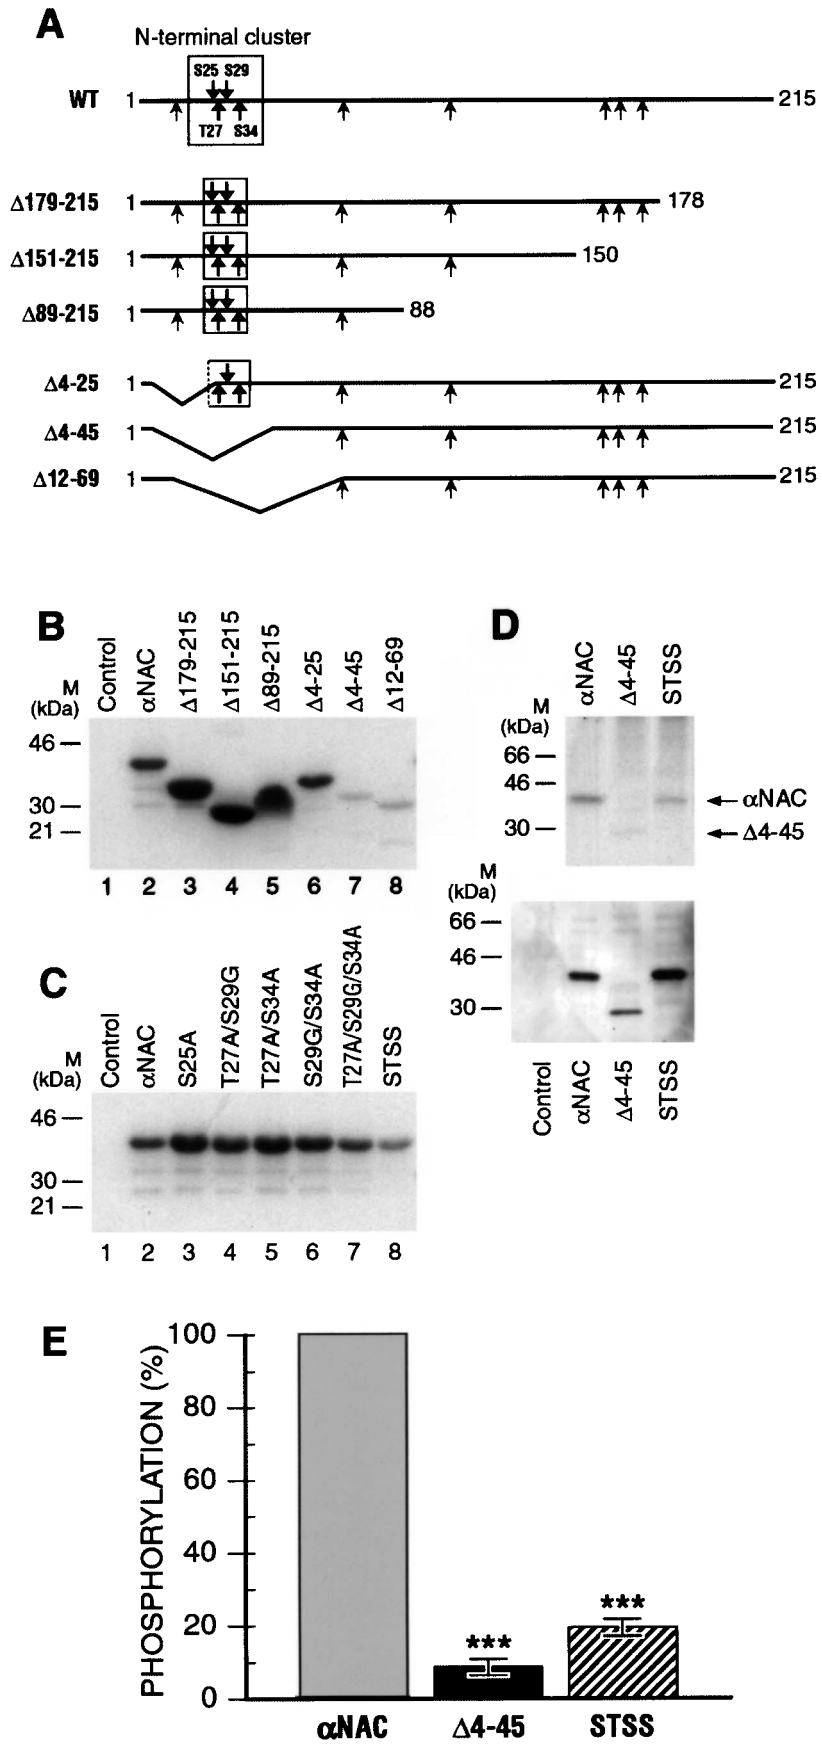 A
N-terminal cluster
S25 S29
WT 1 215
T27 S34
Δ179-215 1 178
Δ151-215 1 150
Δ89-215 1 88
Δ4-25 1 215
Δ4-45 1 215
Δ12-69 1 215
B
Control
αNAC
Δ179-215
Δ151-215
Δ89-215
Δ4-25
Δ4-45
Δ12-69
M
(kDa)
46
30
21
1 2 3 4 5 6 7 8
C
Control
αNAC
S25A
T27A/S29G
T27A/S34A
S29G/S34A
T27A/S29G/S34A
STSS
M
(kDa)
46
30
21
1 2 3 4 5 6 7 8
D
αNAC
Δ4-45
STSS
M
(kDa)
66
46
αNAC
30
Δ4-45
M
(kDa)
66
46
30
Control
αNAC
Δ4-45
STSS
E
PHOSPHORYLATION (%)
100
80
60
40
20
0
***
***
αNAC Δ4-45 STSS